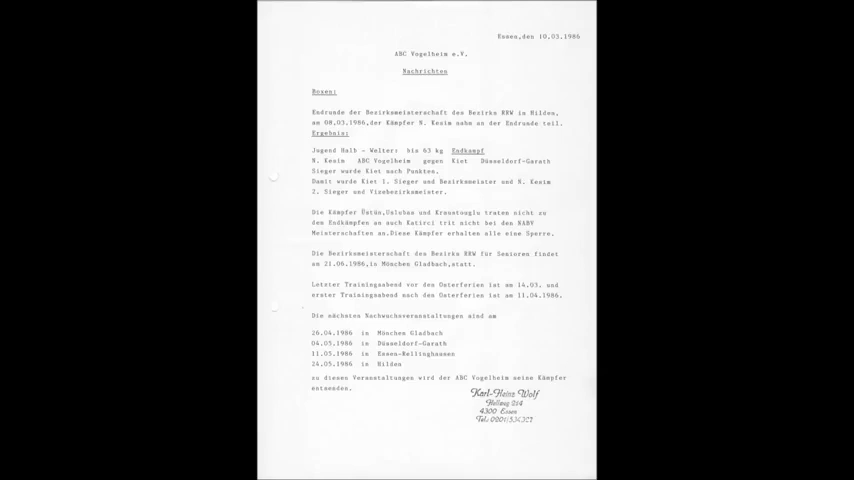 Essen,den 10.03.1986
ABC Vogelheim e.V.
Nachrichten
Boxen:
Endrunde der Bezirksmeisterschaft des Bezirks RRW in Hilden,
am 08.03.1986,der Kämpfer N. Kesim nahm an der Endrunde teil.
Ergebnis:
Jugend Halb - Welter: bis 63 kg Endkampf
N. Kesim ABC Vogelheim gegen Kiet Düsseldorf-Garath
Sieger wurde Kiet nach Punkten.
Damit wurde Kiet 1. Sieger und Bezirksmeister und N. Kesim
2. Sieger und Vizebezirksmeister.
Die Kämpfer Üstün,Uslubas und traten nicht zu
den Endkämpfen an auch Katirci trit nicht bei den NABV
Meisterschaften an.Diese Kämpfer erhalten alle eine Sperre.
Die Bezirksmeisterschaft des Bezirks RRW für Senioren findet
am 21.06.1986,in München Gladbach,statt.
Letzter Trainingsabend vor den Osterferien ist am 14.03. und
erster Trainingsabend nach den Osterferien ist am 11.04.1986.
Die nächsten Nachwuchsveranstaltungen sind am
26.04.1986 in München Gladbach
04.05.1986 in Düsseldorf-Garath
11.05.1986 in Essen-Rellinghausen
24.05.1986 in Hilden
zu diesen Veranstaltungen wird der ABC Vogelheim seine Kämpfer
entsenden.
Karl-Heinz Wolf
4300 Essen